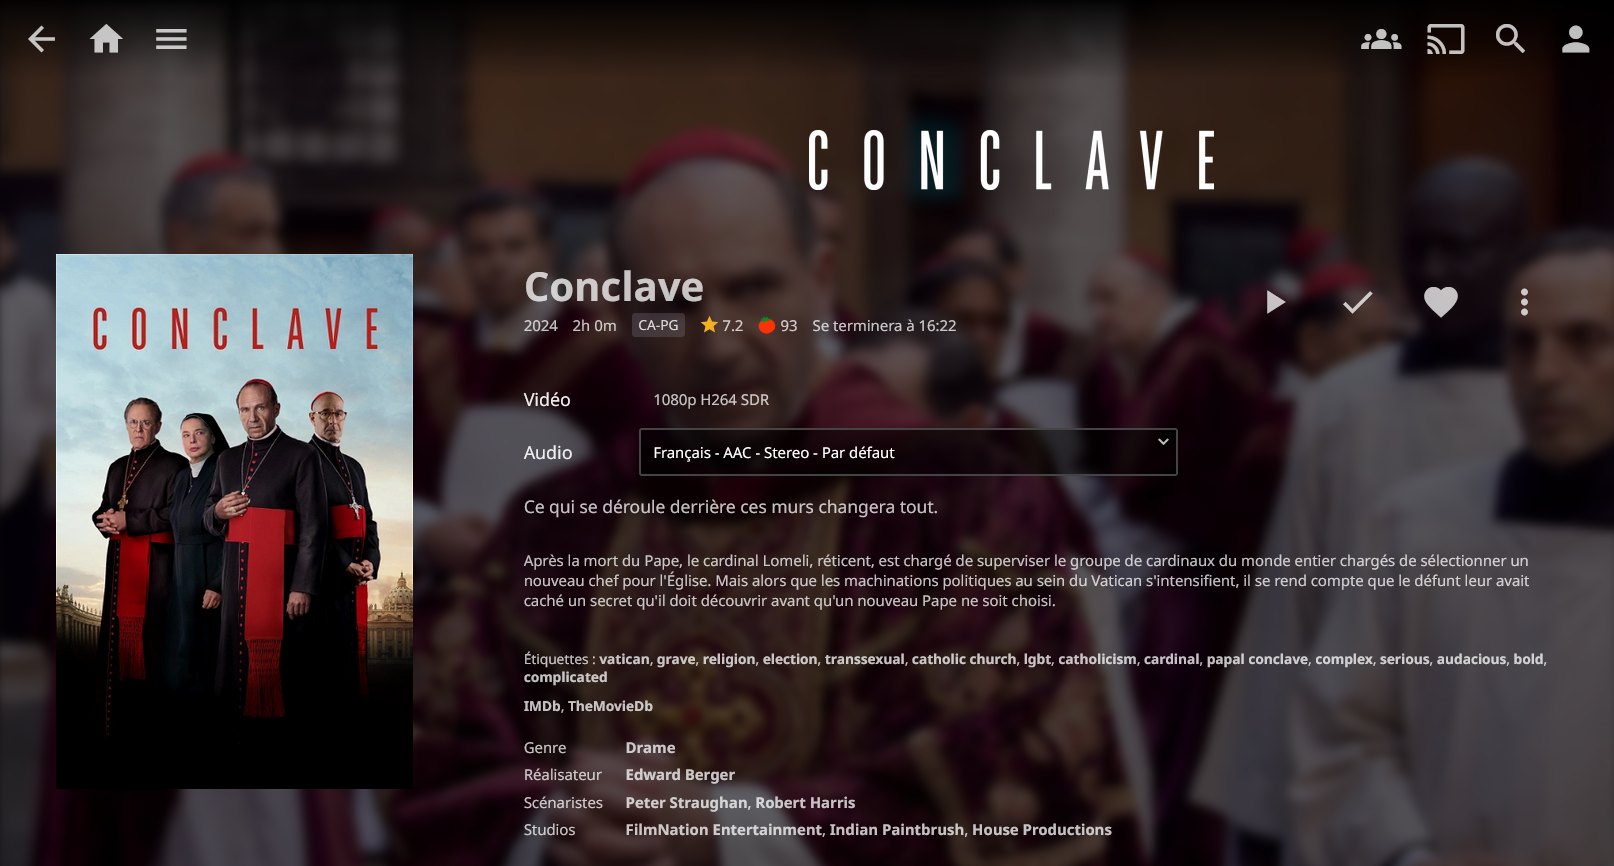 CONCLAVE
CONCLAVE
Conclave
2024 2h 0m CA-PG 7.2 93 Se terminera à 16:22
Vidéo 1080p H264 SDR
Audio Français - AAC - Stereo - Par défaut
Ce qui se déroule derrière ces murs changera tout.
Après la mort du Pape, le cardinal Lomeli, réticent, est chargé de superviser le groupe de cardinaux du monde entier chargés de sélectionner un
nouveau chef pour l'Église. Mais alors que les machinations politiques au sein du Vatican s'intensifient, il se rend compte que le défunt leur avait
caché un secret qu'il doit découvrir avant qu'un nouveau Pape ne soit choisi.
Étiquettes : vatican, grave, religion, election, transsexual, catholic church, lgbt, catholicism, cardinal, papal conclave, complex, serious, audacious, bold,
complicated
IMDb, TheMovieDb
Genre Drame
Réalisateur Edward Berger
Scénaristes Peter Straughan, Robert Harris
Studios FilmNation Entertainment, Indian Paintbrush, House Productions